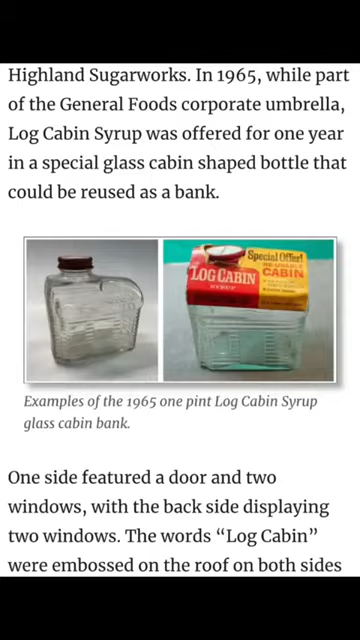 Highland Sugarworks. In 1965, while part
of the General Foods corporate umbrella,
Log Cabin Syrup was offered for one year
in a special glass cabin shaped bottle that
could be reused as a bank.
Special Offer!
LOG CABIN
SYRUP
CABIN
Examples of the 1965 one pint Log Cabin Syrup
glass cabin bank.
One side featured a door and two
windows, with the back side displaying
two windows. The words “Log Cabin”
were embossed on the roof on both sides